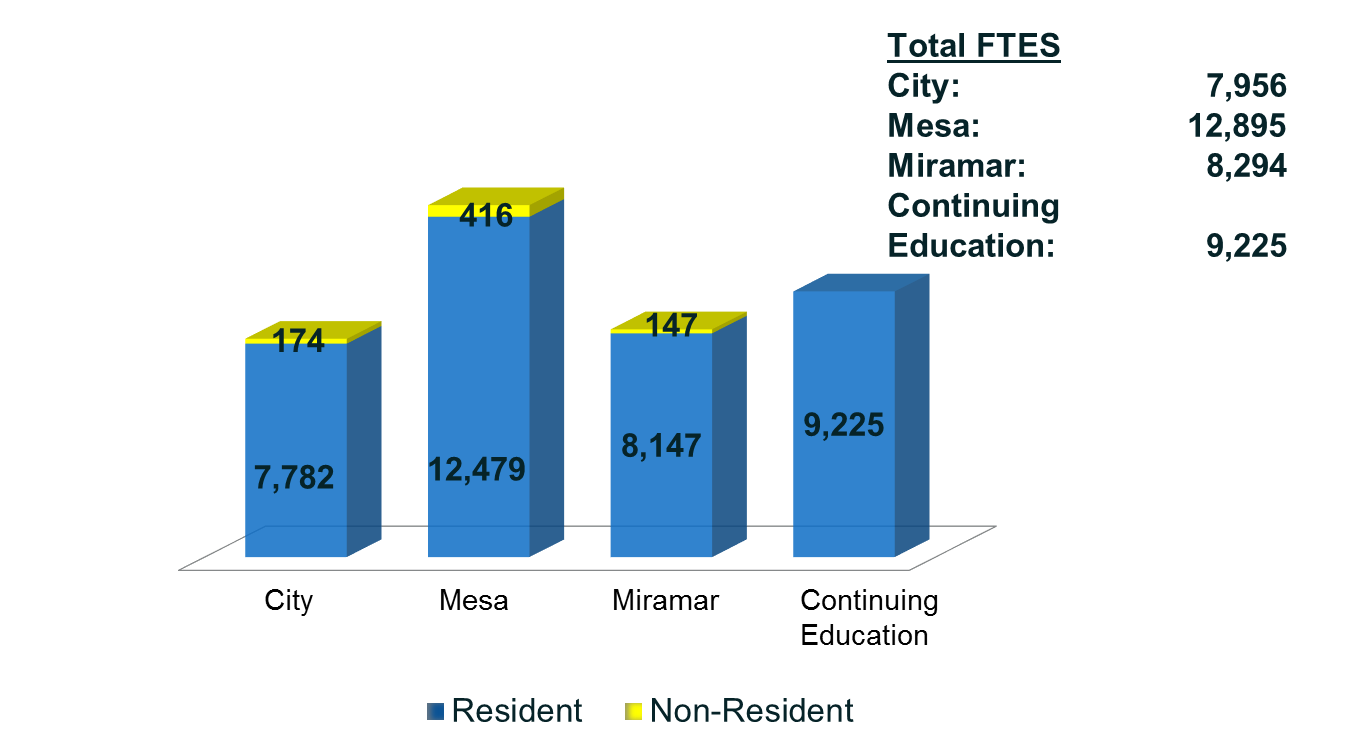 Total FTES
City: 7,956
Mesa: 12,895
Miramar: 8,294
Continuing
Education: 9,225
416
174
147
9,225
8,147
12,479
7,782
City Mesa Miramar Continuing
Education
Resident Non-Resident